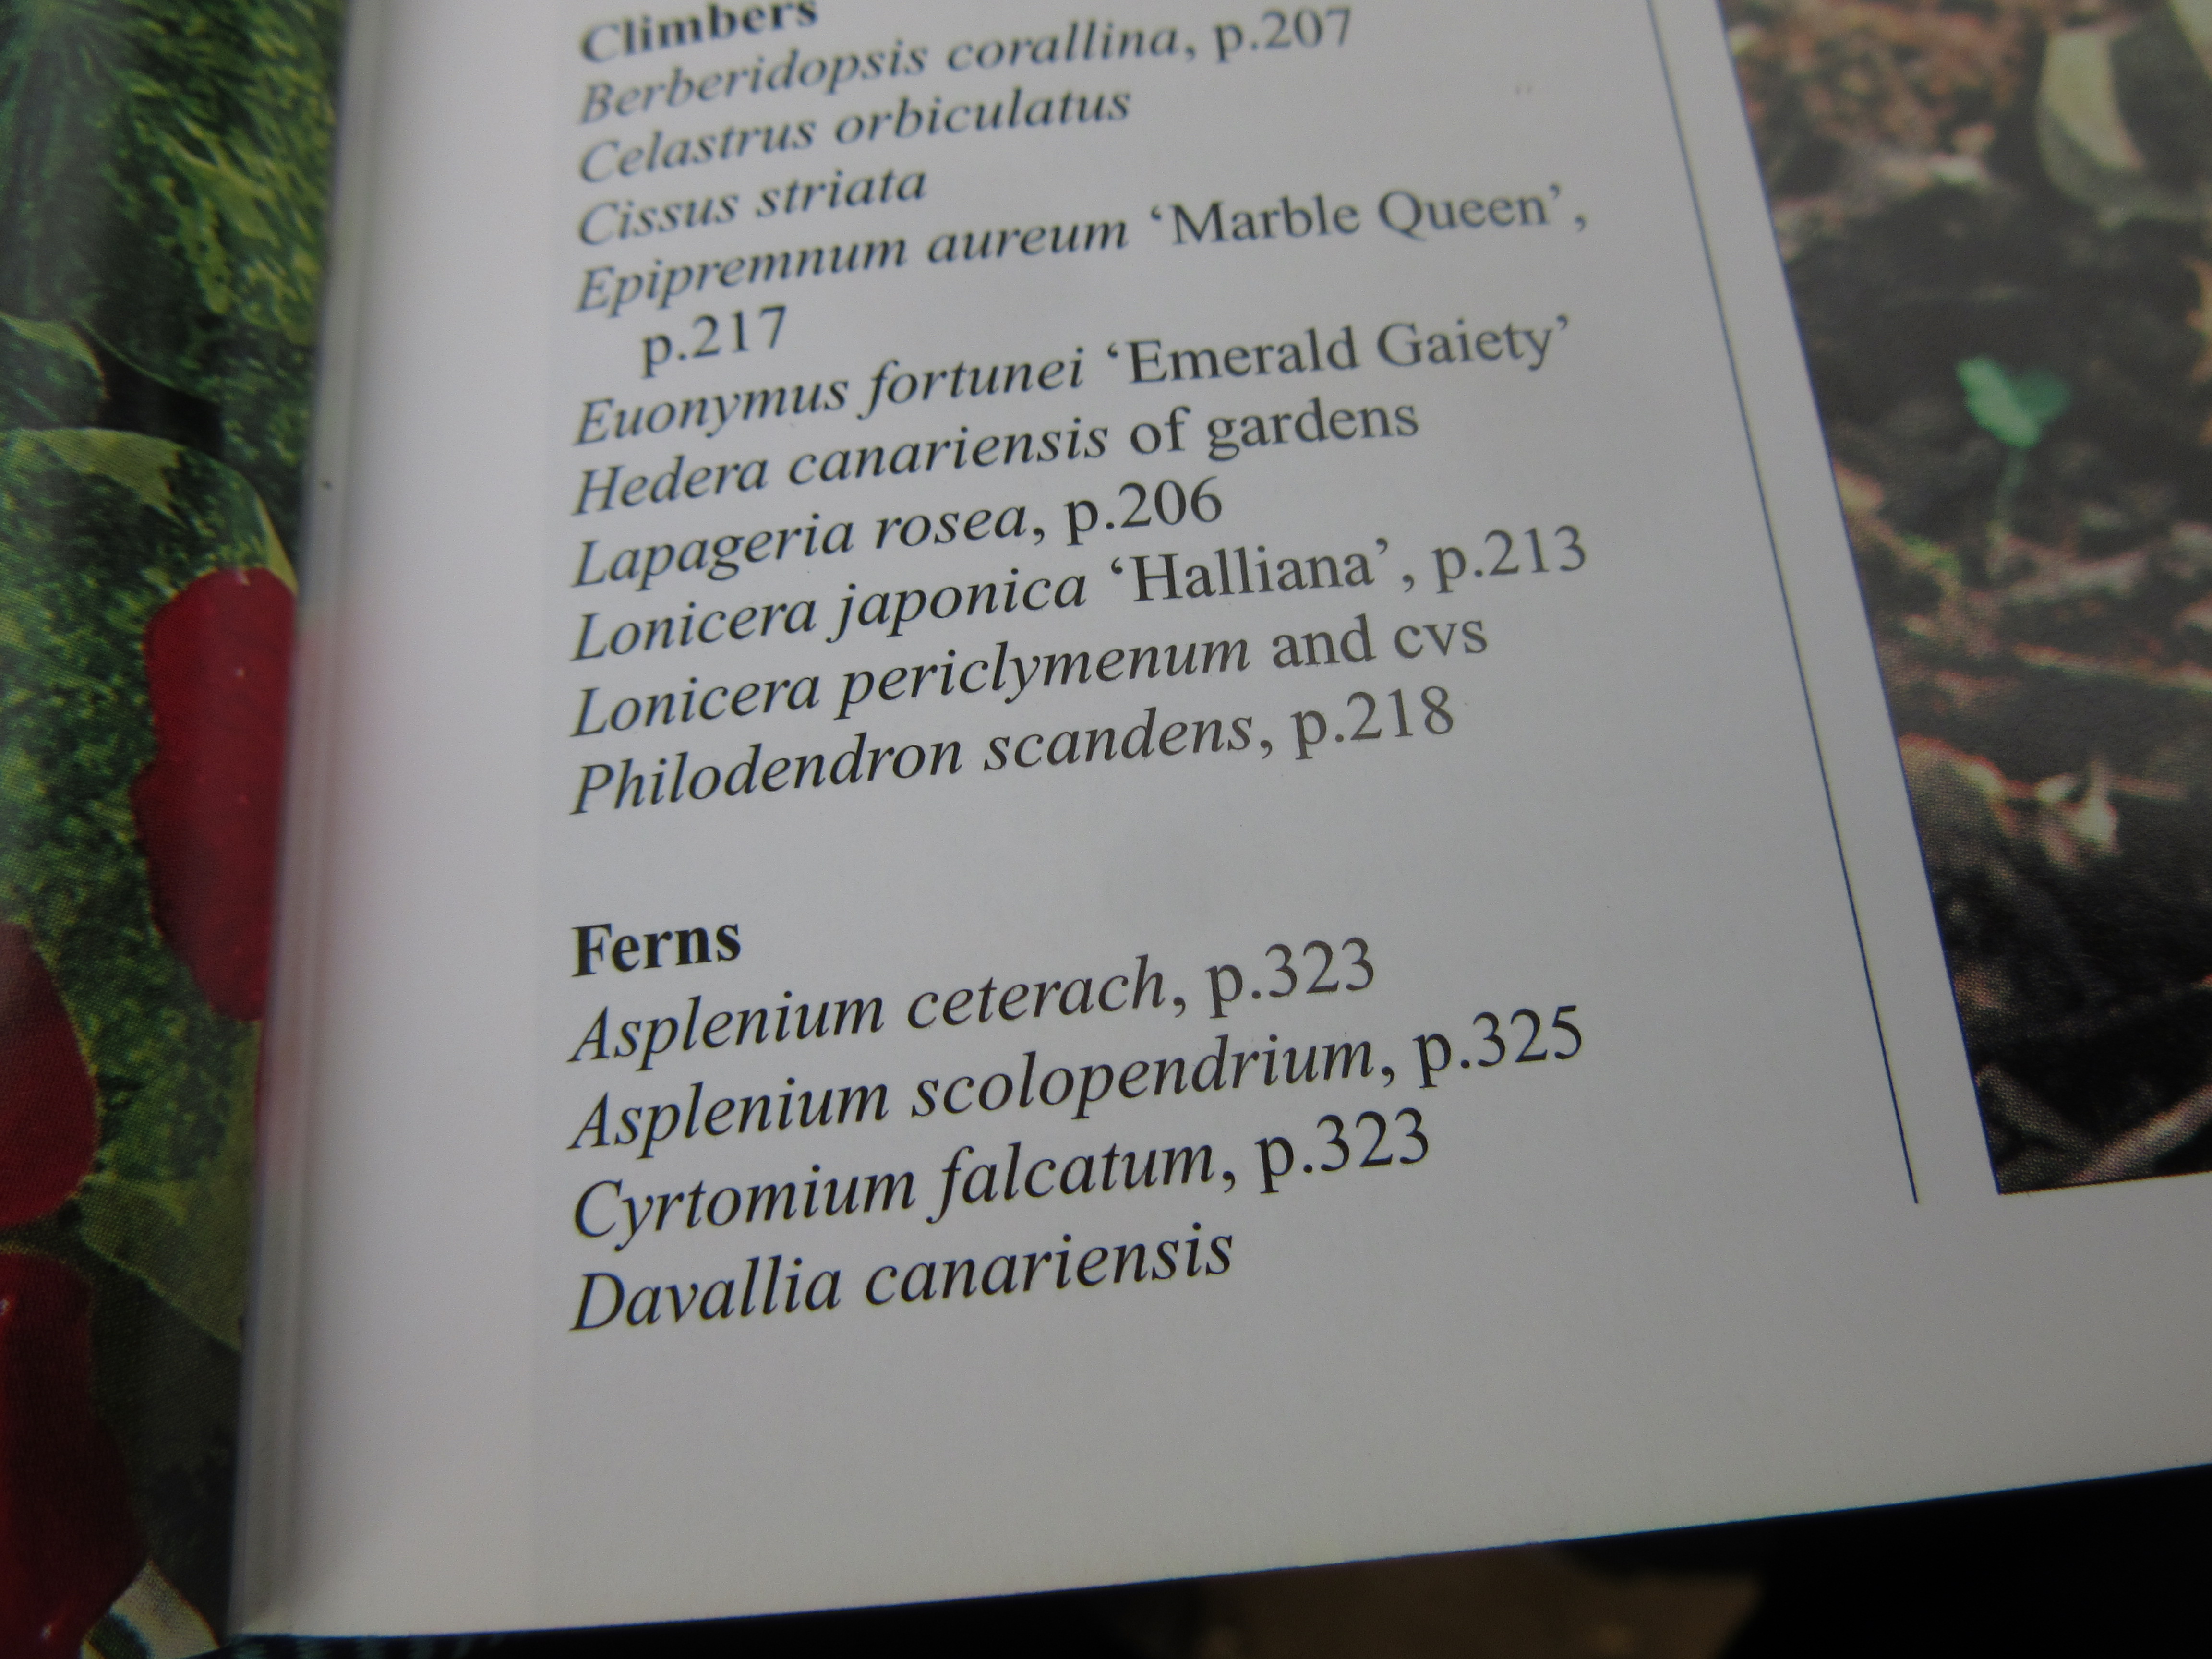 Climbers
Berberidopsis corallina, p.207
Celastrus orbiculatus
Cissus striata
Epipremnum aureum ‘Marble Queen’,
p.217
Euonymus fortunei ‘Emerald Gaiety’
Hedera canariensis of gardens
Lapageria rosea, p.206
Lonicera japonica ‘Halliana’, p.213
Lonicera periclymenum and cvs
Philodendron scandens, p.218
Ferns
Asplenium ceterach, p.323
Asplenium scolopendrium, p.325
Cyrtomium falcatum, p.323
Davallia canariensis